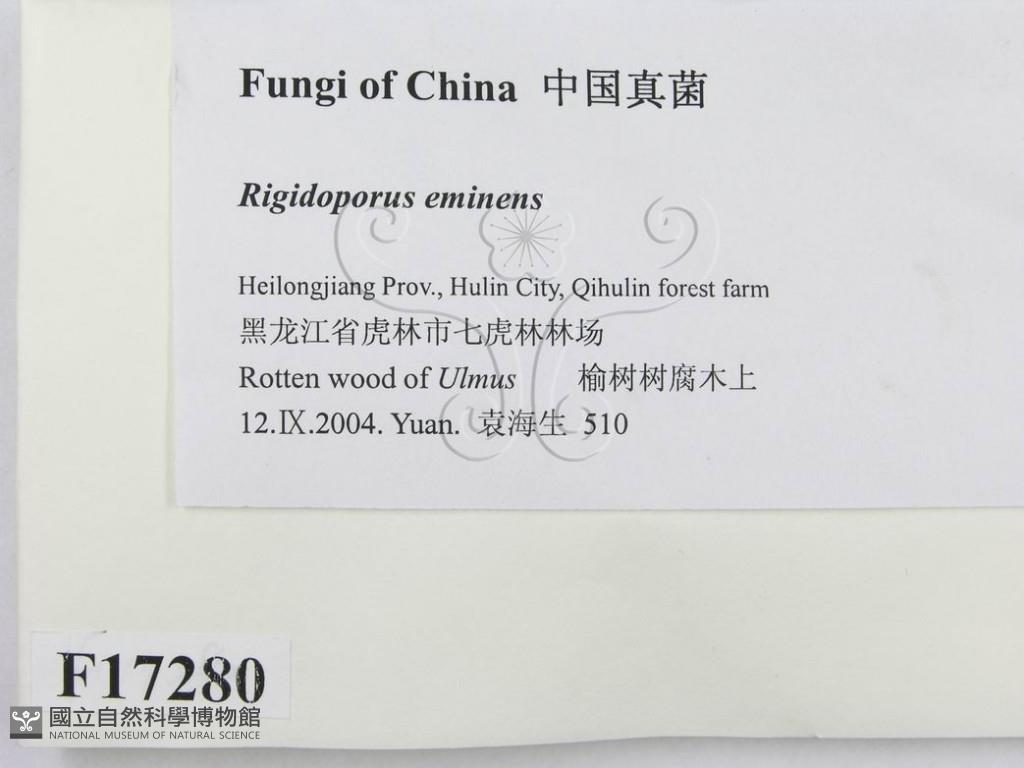 Fungi of China 中国真菌
Rigidoporus eminens
Heilongjiang Prov., Hulin City, Qihulin forest farm
黑龙江省虎林市七虎林林场
Rotten wood of Ulmus 榆树树腐木上
12.Ⅸ.2004. Yuan. 袁海生 510
F17280
國立自然科學博物館
NATIONAL MUSEUM OF NATURAL SCIENCE